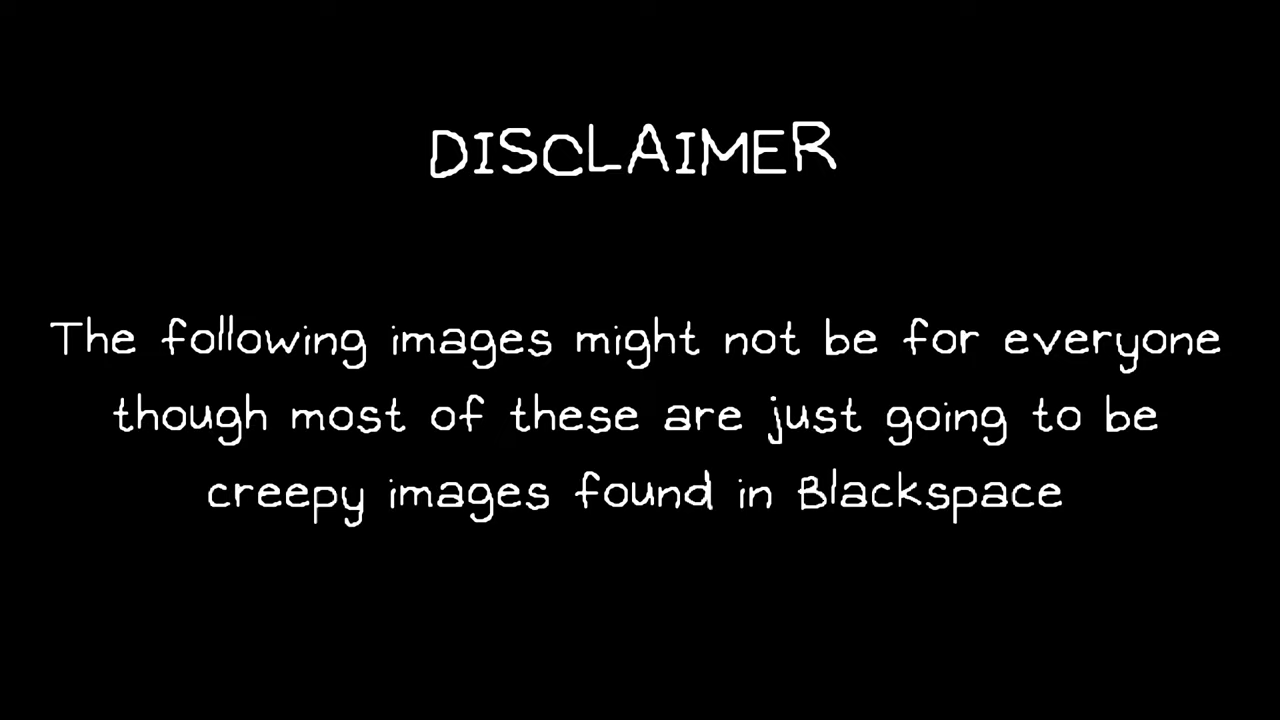 DISCLAIMER
The following images might not be for everyone
though most of these are just going to be
creepy images found in Blackspace